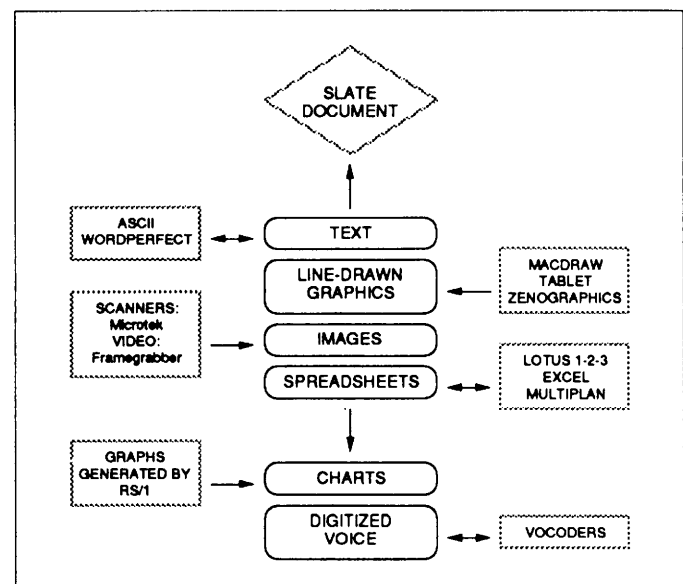 SLATE
DOCUMENT
ASCII
WORDPERFECT
TEXT
LINE-DRAWN
GRAPHICS
MACDRAW
TABLET
ZENOGRAPHICS
SCANNERS:
Microtek
VIDEO:
Framegrabber
IMAGES
SPREADSHEETS
LOTUS 1-2-3
EXCEL
MULTIPLAN
GRAPHS
GENERATED BY
RS/1
CHARTS
DIGITIZED
VOICE
VOCODERS